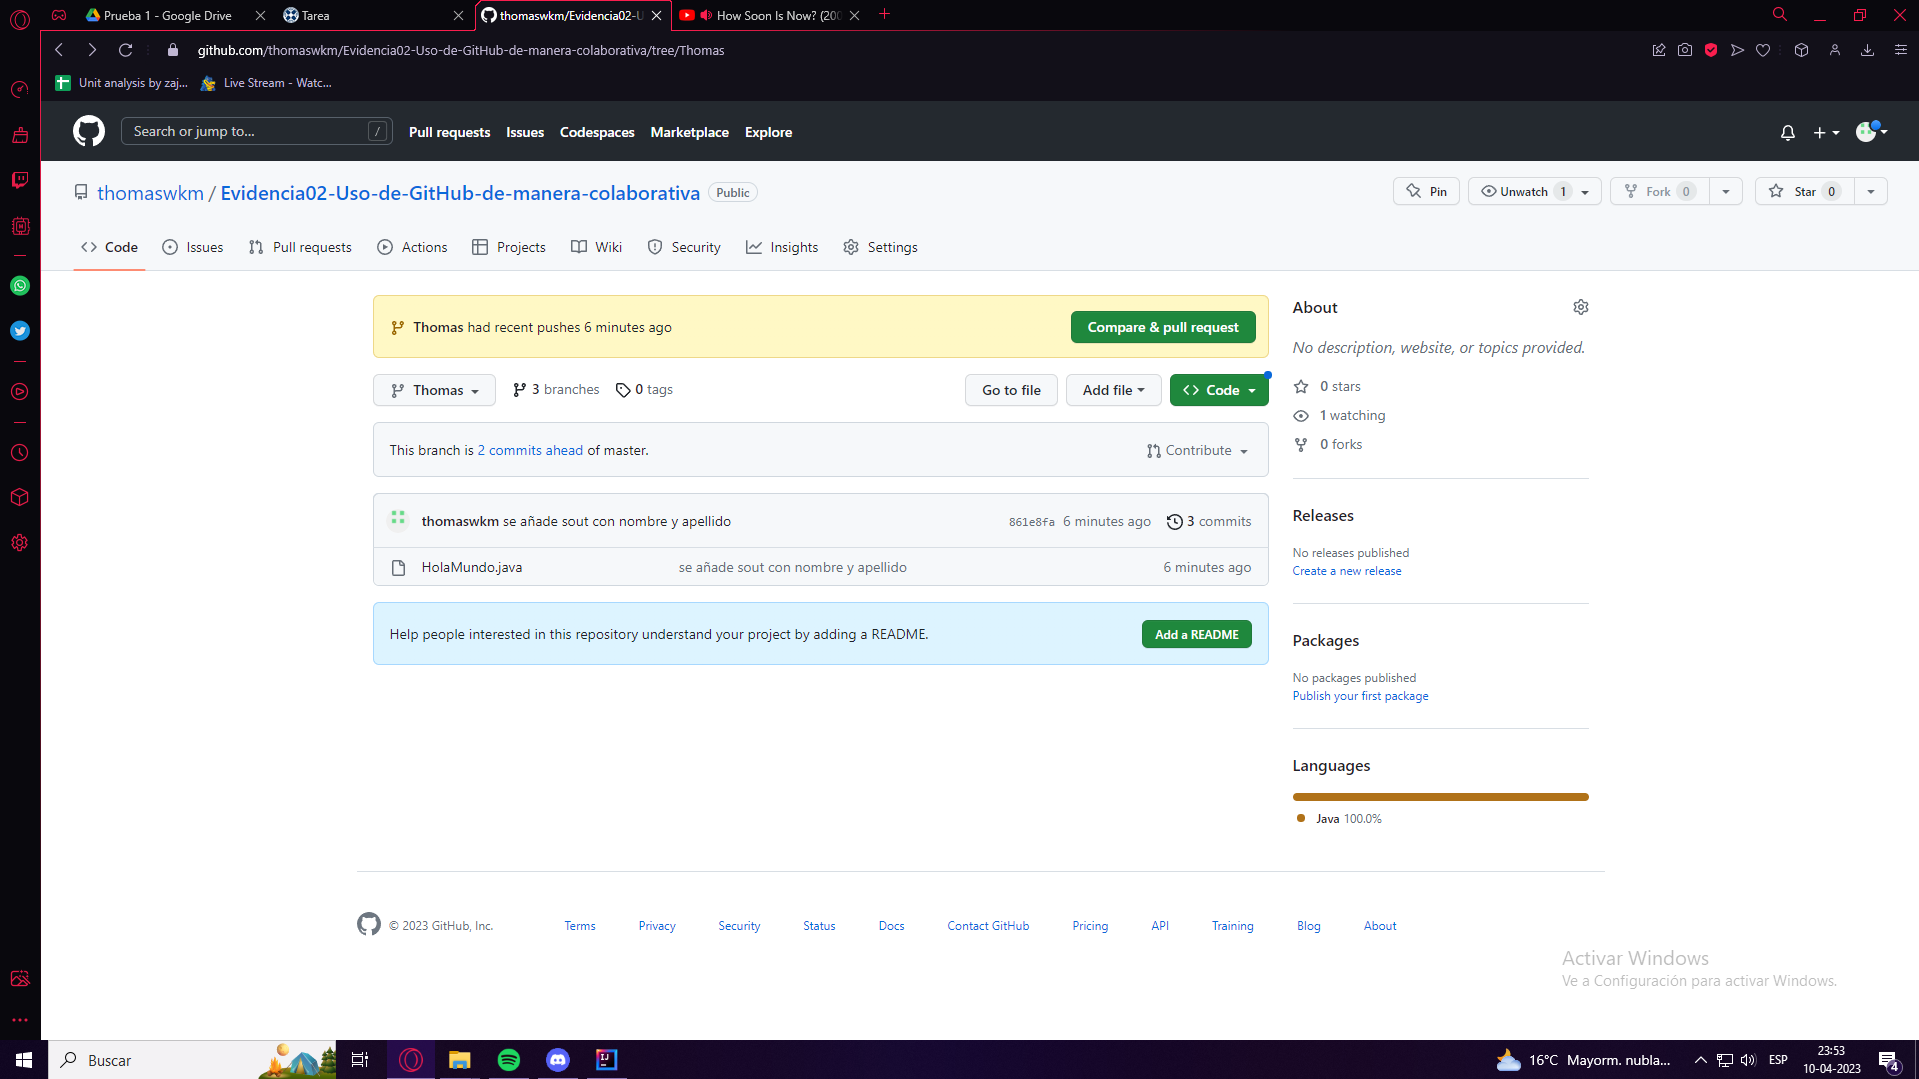 Prueba 1 - Google Drive
Tarea
thomaswkm/Evidencia02-U
How Soon Is Now? (200
github.com/thomaswkm/Evidencia02-Uso-de-GitHub-de-manera-colaborativa/tree/Thomas
Unit analysis by zaj...
Live Stream - Watc...
Search or jump to...
/
Pull requests
Issues
Codespaces
Marketplace
Explore
thomaswkm / Evidencia02-Uso-de-GitHub-de-manera-colaborativa
Public
Pin
Unwatch 1
Fork 0
Star 0
Code
Issues
Pull requests
Actions
Projects
Wiki
Security
Insights
Settings
Thomas had recent pushes 6 minutes ago
Compare & pull request
Thomas
3 branches
0 tags
Go to file
Add file
Code
This branch is 2 commits ahead of master.
Contribute
thomaswkm se añade sout con nombre y apellido
861e8fa 6 minutes ago
3 commits
HolaMundo.java
se añade sout con nombre y apellido
6 minutes ago
Help people interested in this repository understand your project by adding a README.
Add a README
About
No description, website, or topics provided.
0 stars
1 watching
0 forks
Releases
No releases published
Create a new release
Packages
No packages published
Publish your first package
Languages
Java 100.0%
© 2023 GitHub, Inc.
Terms
Privacy
Security
Status
Docs
Contact GitHub
Pricing
API
Training
Blog
About
Activar Windows
Ve a Configuración para activar Windows.
Buscar
16°C Mayorm. nubla...
ESP
23:53
10-04-2023
4